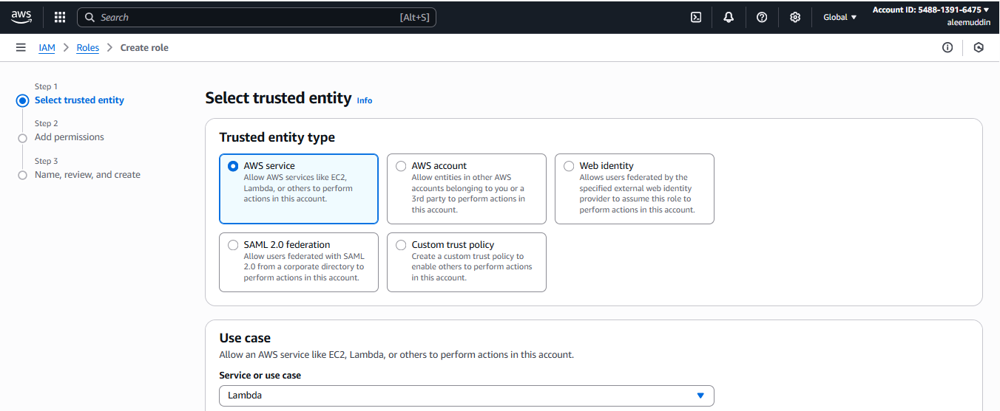 aws
Search [Alt+S]
Global
Account ID: 5488-1391-6475
aleemuddin
IAM > Roles > Create role
Step 1
Select trusted entity
Step 2
Add permissions
Step 3
Name, review, and create
Select trusted entity Info
Trusted entity type
AWS service
Allow AWS services like EC2,
Lambda, or others to perform
actions in this account.
AWS account
Allow entities in other AWS
accounts belonging to you or a
3rd party to perform actions in
this account.
Web identity
Allows users federated by the
specified external web identity
provider to assume this role to
perform actions in this account.
SAML 2.0 federation
Allow users federated with SAML
2.0 from a corporate directory to
perform actions in this account.
Custom trust policy
Create a custom trust policy to
enable others to perform actions
in this account.
Use case
Allow an AWS service like EC2, Lambda, or others to perform actions in this account.
Service or use case
Lambda